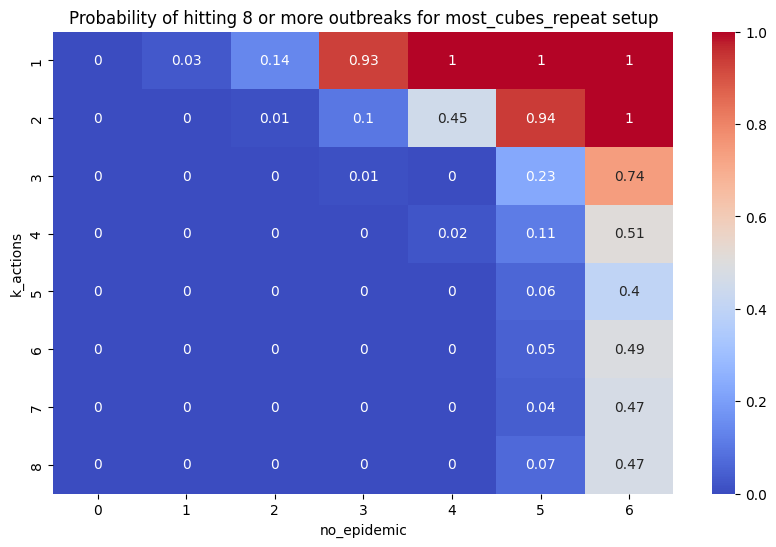 Probability of hitting 8 or more outbreaks for most_cubes_repeat setup
1 0 0.03 0.14 0.93 1 1 1
2 0 0 0.01 0.1 0.45 0.94 1
3 0 0 0 0.01 0 0.23 0.74
4 0 0 0 0 0.02 0.11 0.51
5 0 0 0 0 0 0.06 0.4
6 0 0 0 0 0 0.05 0.49
7 0 0 0 0 0 0.04 0.47
8 0 0 0 0 0 0.07 0.47
0 1 2 3 4 5 6
no_epidemic
k_actions
1.0
0.8
0.6
0.4
0.2
0.0